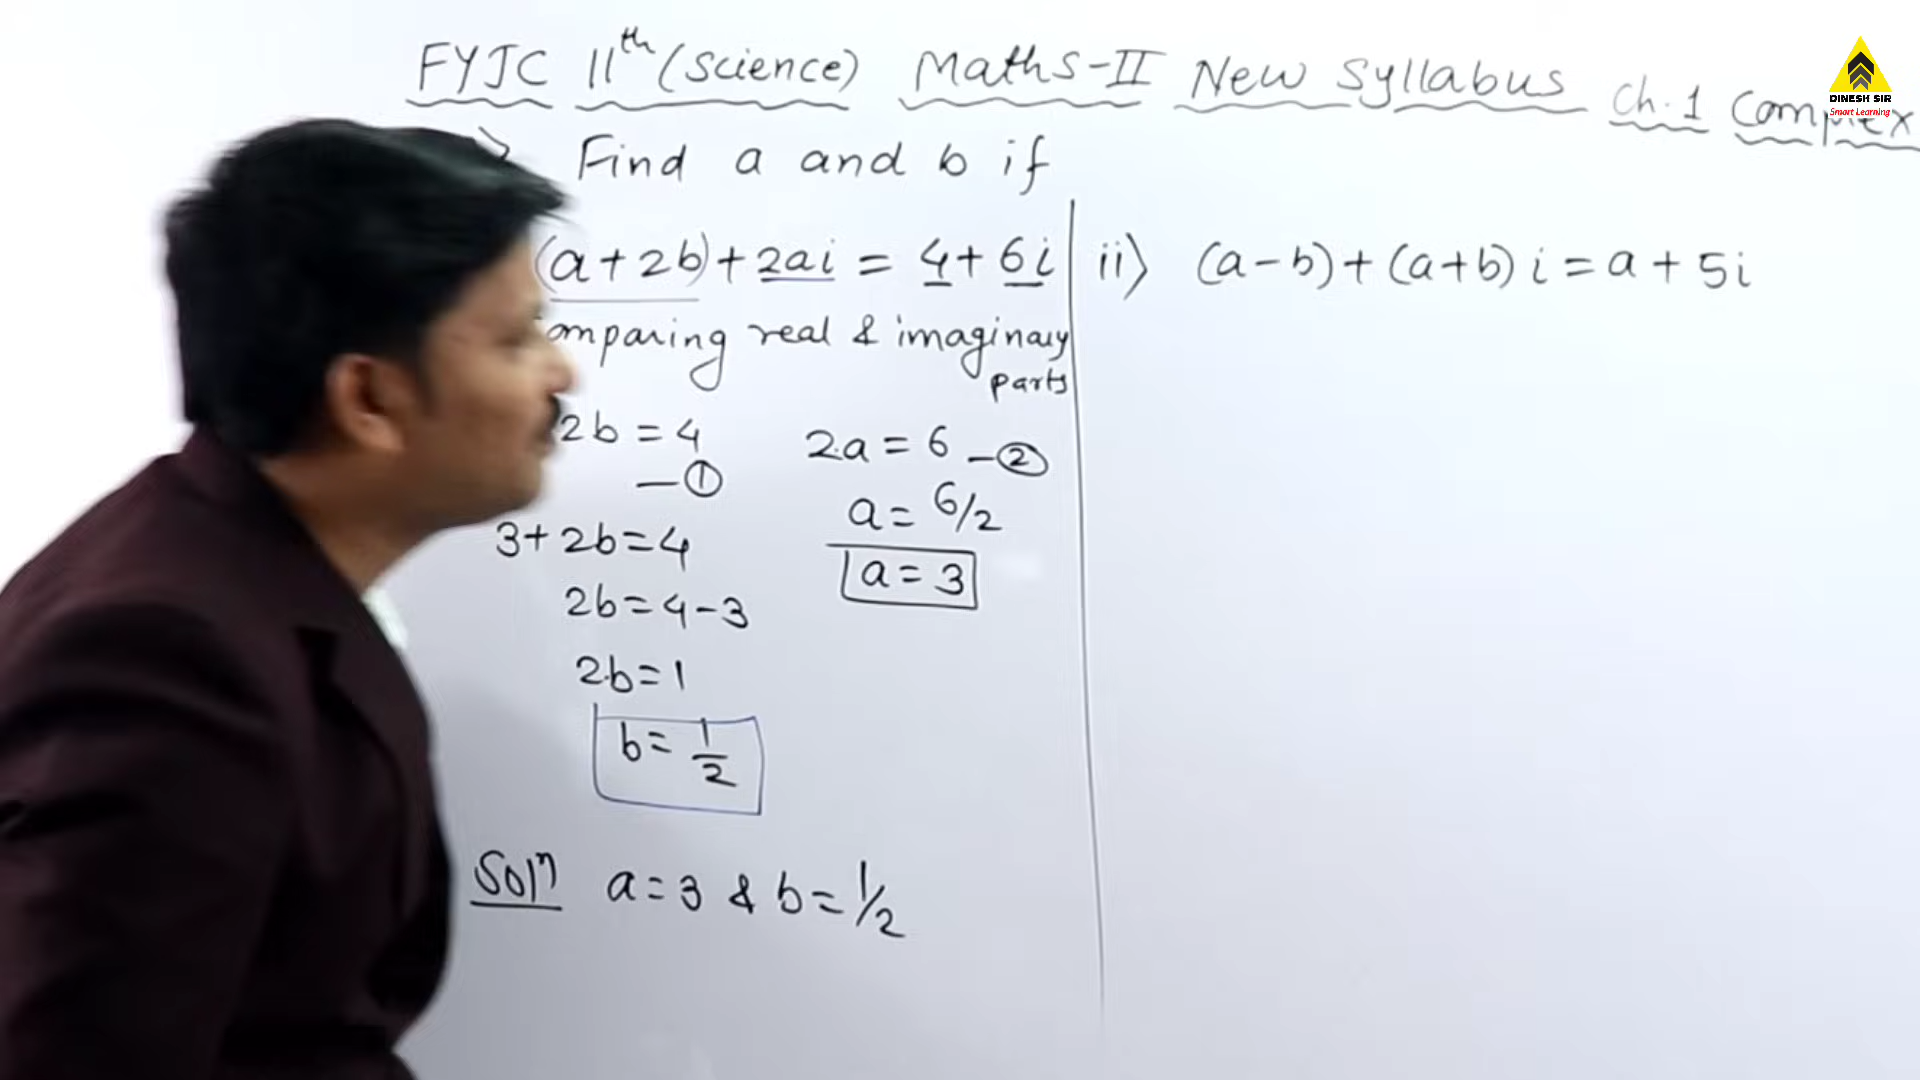 FYJC 11th (Science) Maths-II New Syllabus Ch.1 Complex
DINESH SIR
Smart Learning
Find a and b if
(a+2b)+2ai = 4+6i
comparing real & imaginary
parts
2b = 4
—①
2a = 6 —②
3+2b=4
a = 6/2
2b=4-3
a = 3
2b=1
b= 1/2
Soln a=3 & b=1/2
ii) (a-b)+(a+b)i=a+5i